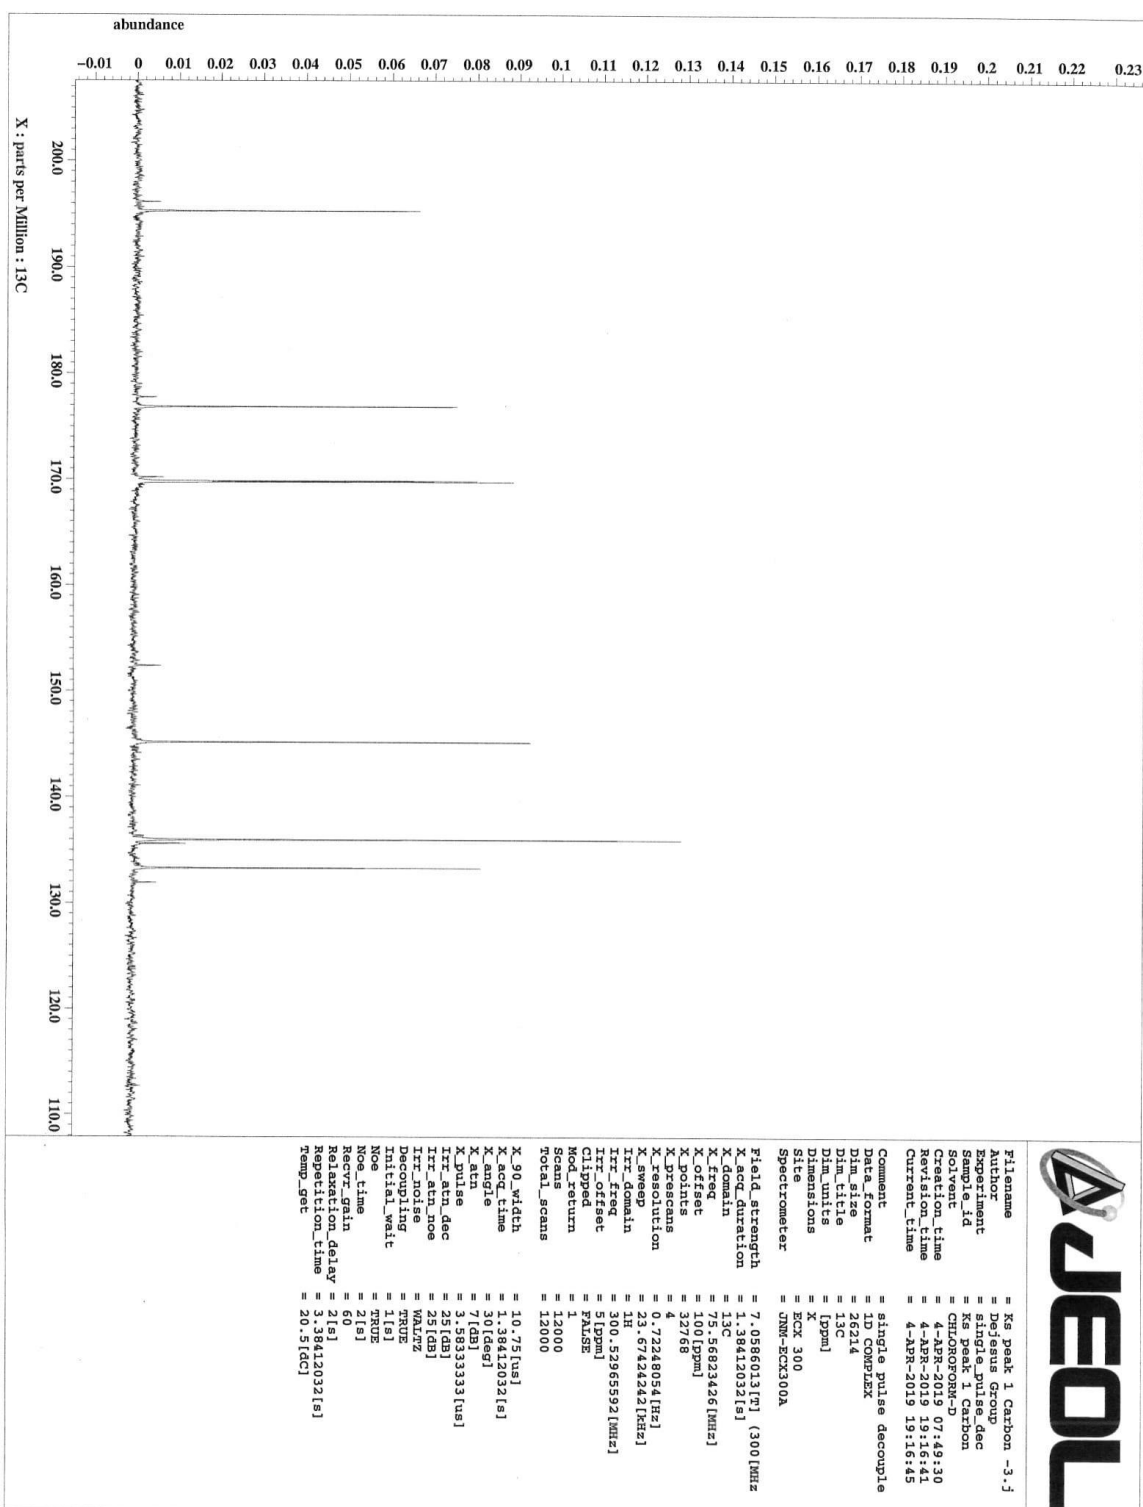 abundance
−0.01 0 0.01 0.02 0.03 0.04 0.05 0.06 0.07 0.08 0.09 0.1 0.11 0.12 0.13 0.14 0.15 0.16 0.17 0.18 0.19 0.2 0.21 0.22 0.23
200.0 190.0 180.0 170.0 160.0 150.0 140.0 130.0 120.0 110.0
X : parts per Million : 13C
JEOL
Filename = Ks peak 1 Carbon -3.j
Author = DeJesus Group
Experiment = single_pulse_dec
Sample_id = Ks peak 1 Carbon
Solvent = CHLOROFORM-D
Creation_time = 4-APR-2019 07:49:30
Revision_time = 4-APR-2019 19:16:41
Current_time = 4-APR-2019 19:16:45
Comment = single pulse decouple
Data_format = 1D COMPLEX
Dim_size = 26214
Dim_title = 13C
Dim_units = [ppm]
Dimensions = X
Site = ECX 300
Spectrometer = JNM-ECX300A
Field_strength = 7.0586013[T] (300[MHz
X_acq_duration = 1.38412032[s]
X_domain = 13C
X_freq = 75.56823426[MHz]
X_offset = 100[ppm]
X_points = 32768
X_prescans = 4
X_resolution = 0.72248054[Hz]
X_sweep = 23.67424242[kHz]
Irr_domain = 1H
Irr_freq = 300.52965592[MHz]
Irr_offset = 5[ppm]
Clipped = FALSE
Mod_return = 1
Scans = 12000
Total_scans = 12000
X_90_width = 10.75[us]
X_acq_time = 1.38412032[s]
X_angle = 30[deg]
X_atn = 7[dB]
X_pulse = 3.58333333[us]
Irr_atn_dec = 25[dB]
Irr_atn_noe = 25[dB]
Irr_noise = WALTZ
Decoupling = TRUE
Initial_wait = 1[s]
Noe = TRUE
Noe_time = 2[s]
Recvr_gain = 60
Relaxation_delay = 2[s]
Repetition_time = 3.38412032[s]
Temp_get = 20.5[dC]